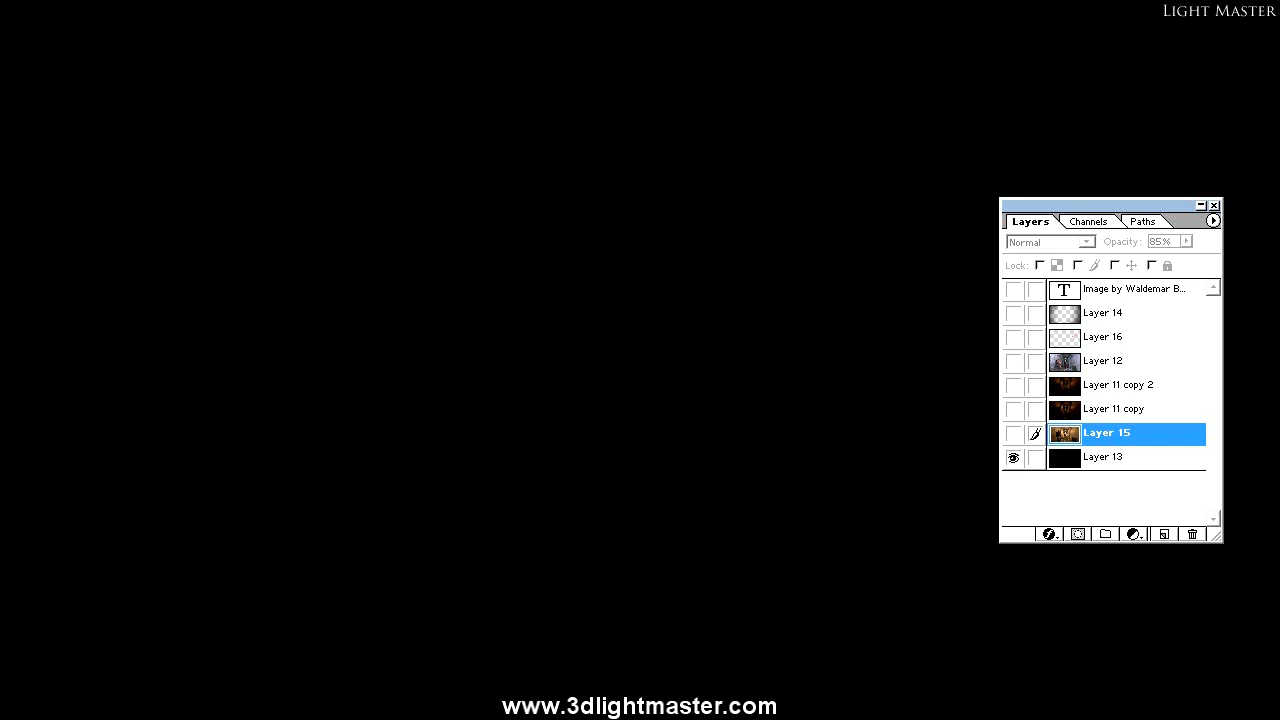 Light Master
Layers Channels Paths
Normal Opacity: 85%
Lock:
T Image by Waldemar B...
Layer 14
Layer 16
Layer 12
Layer 11 copy 2
Layer 11 copy
Layer 15
Layer 13
www.3dlightmaster.com